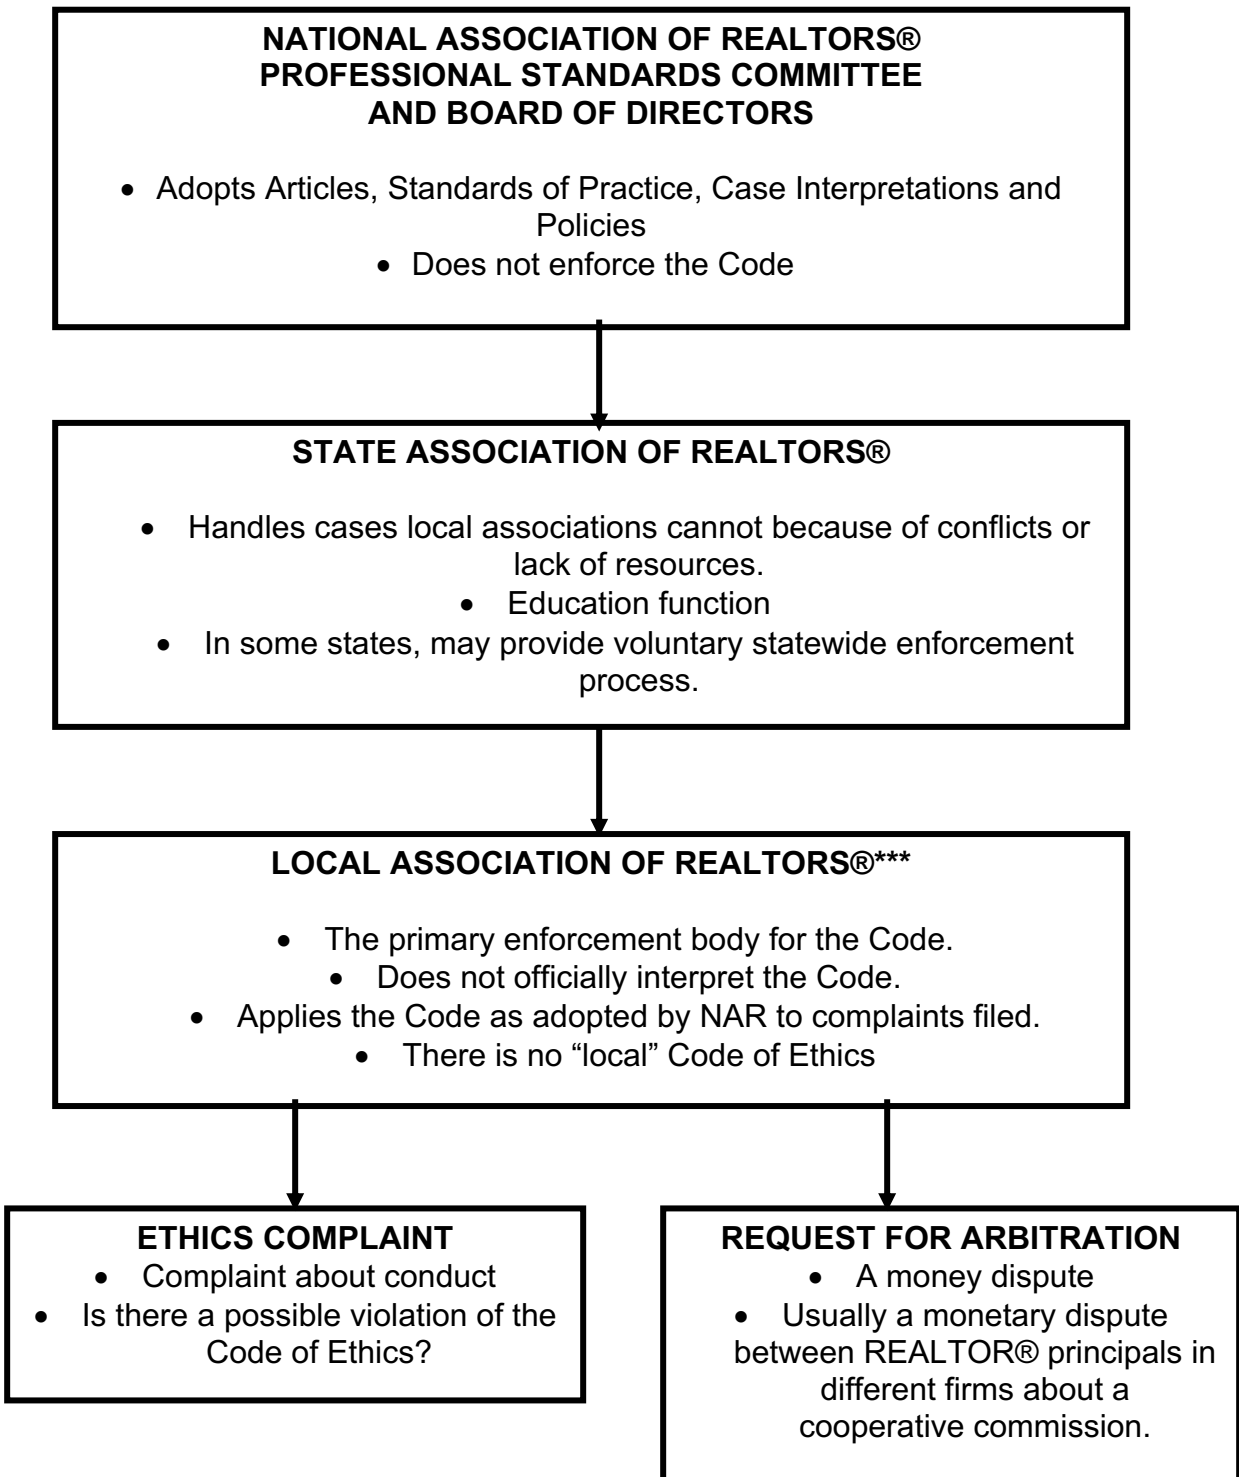 NATIONAL ASSOCIATION OF REALTORS®
PROFESSIONAL STANDARDS COMMITTEE
AND BOARD OF DIRECTORS
• Adopts Articles, Standards of Practice, Case Interpretations and
Policies
• Does not enforce the Code
STATE ASSOCIATION OF REALTORS®
• Handles cases local associations cannot because of conflicts or
lack of resources.
• Education function
• In some states, may provide voluntary statewide enforcement
process.
LOCAL ASSOCIATION OF REALTORS®***
• The primary enforcement body for the Code.
• Does not officially interpret the Code.
• Applies the Code as adopted by NAR to complaints filed.
• There is no “local” Code of Ethics
ETHICS COMPLAINT
• Complaint about conduct
• Is there a possible violation of the
Code of Ethics?
REQUEST FOR ARBITRATION
• A money dispute
• Usually a monetary dispute
between REALTOR® principals in
different firms about a
cooperative commission.